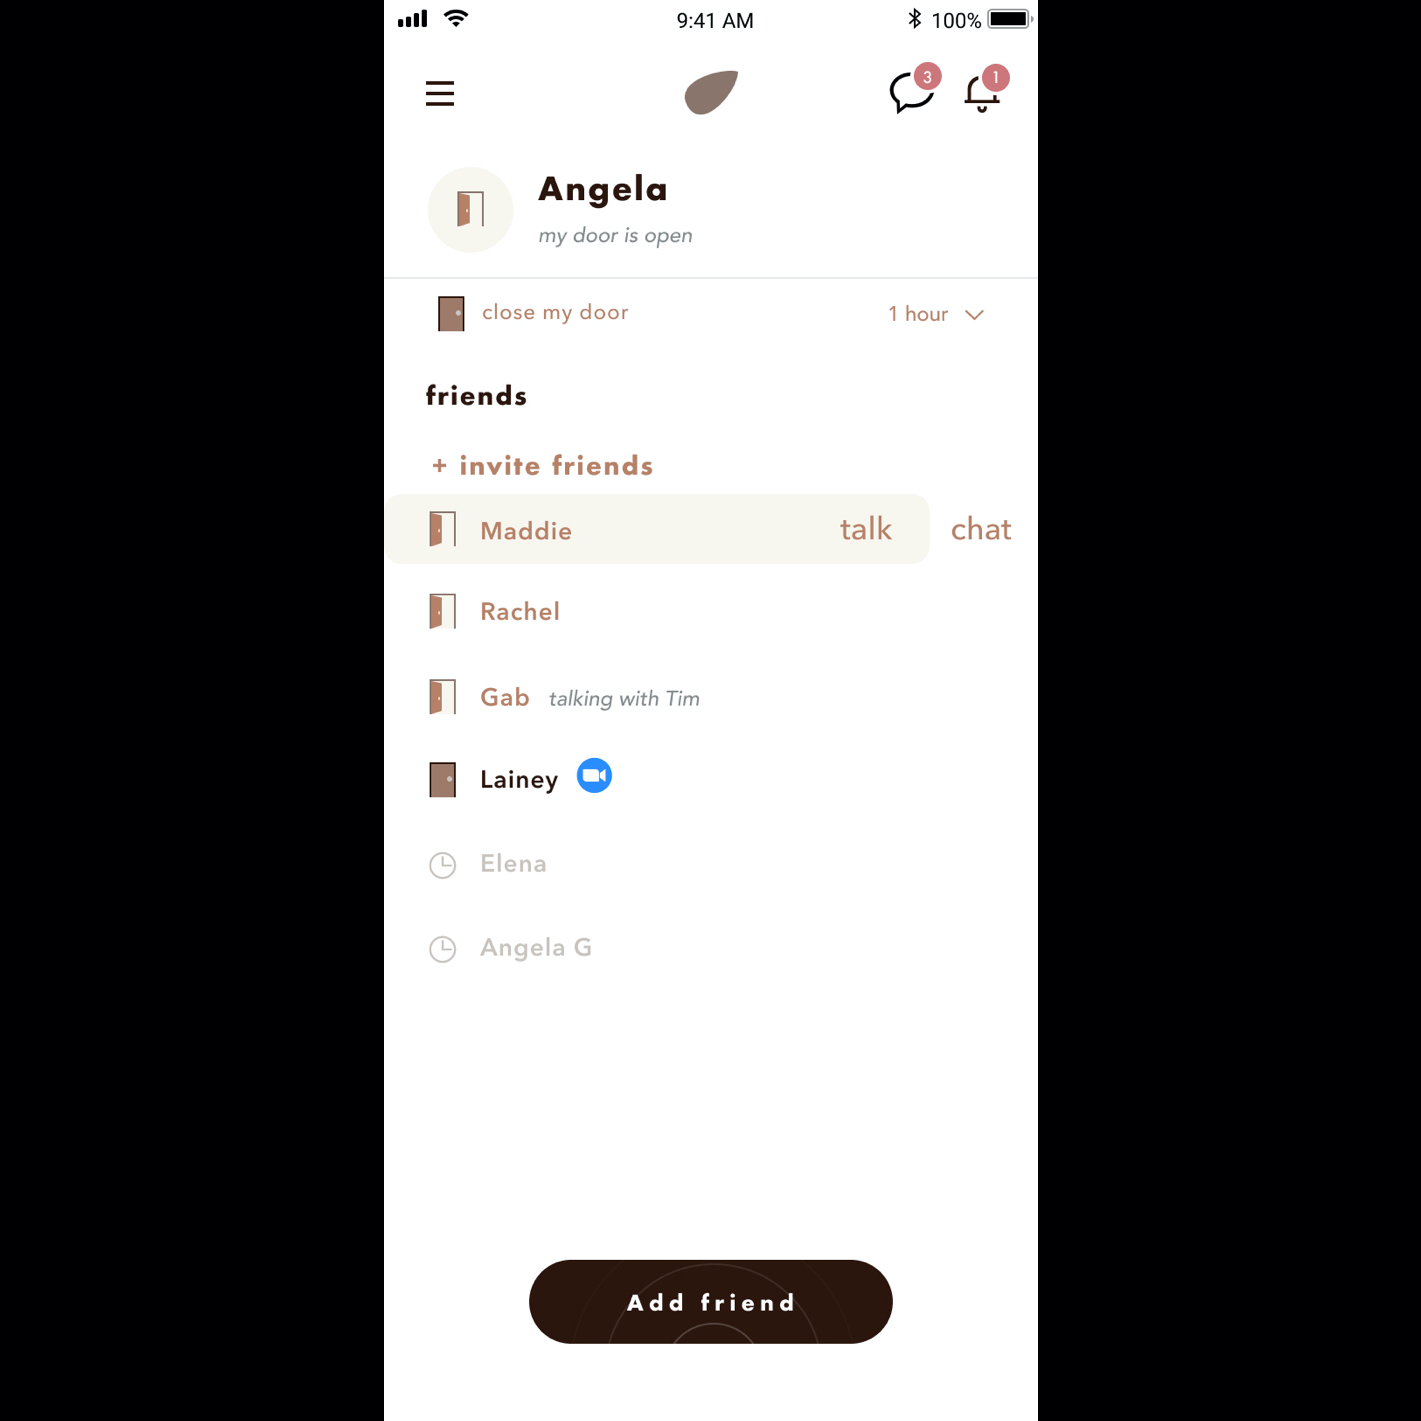 9:41 AM
100%
3
1
Angela
my door is open
close my door
1 hour
friends
+ invite friends
Maddie
talk
chat
Rachel
Gab
talking with Tim
Lainey
Elena
Angela G
Add friend